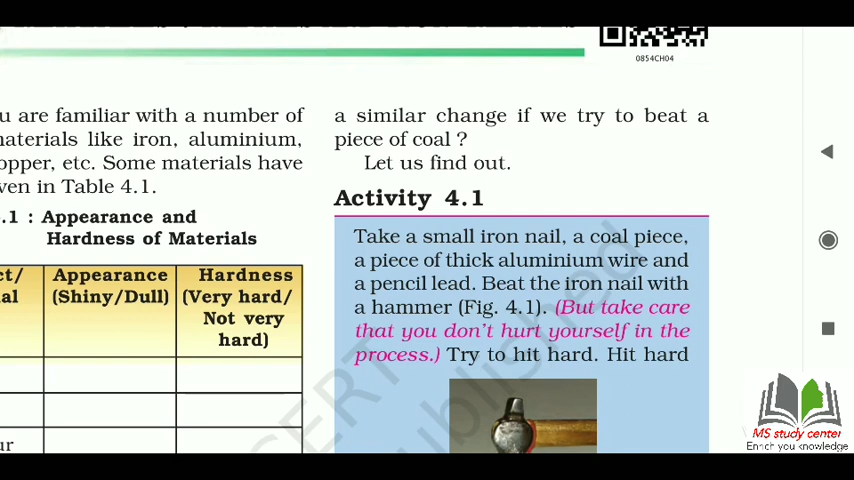 0854CH04
u are familiar with a number of
naterials like iron, aluminium,
opper, etc. Some materials have
ven in Table 4.1.
.1 : Appearance and
Hardness of Materials
ct/
ial
Appearance
(Shiny/Dull)
Hardness
(Very hard/
Not very
hard)
ur
a similar change if we try to beat a
piece of coal ?
Let us find out.
Activity 4.1
Take a small iron nail, a coal piece,
a piece of thick aluminium wire and
a pencil lead. Beat the iron nail with
a hammer (Fig. 4.1). (But take care
that you don't hurt yourself in the
process.) Try to hit hard. Hit hard
published
MS study center
Enrich you knowledge